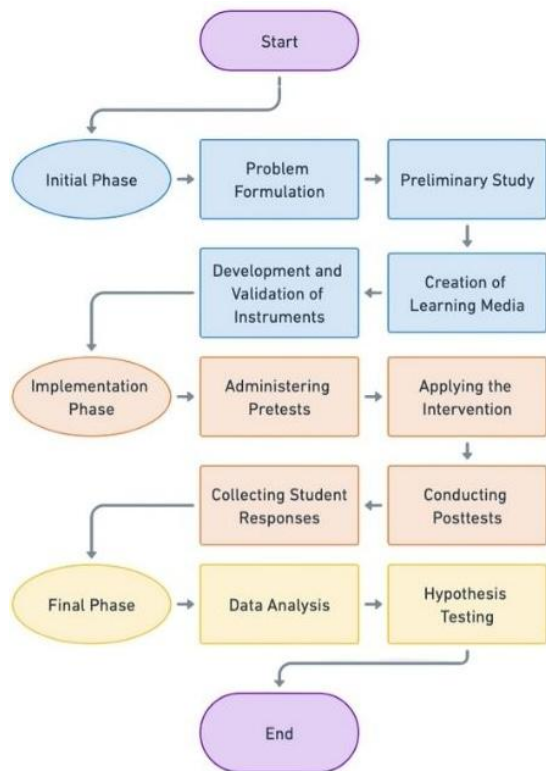 Start
Initial Phase
Problem
Formulation
Preliminary Study
Creation of
Learning Media
Development and
Validation of
Instruments
Implementation
Phase
Administering
Pretests
Applying the
Intervention
Conducting
Posttests
Collecting Student
Responses
Final Phase
Data Analysis
Hypothesis
Testing
End